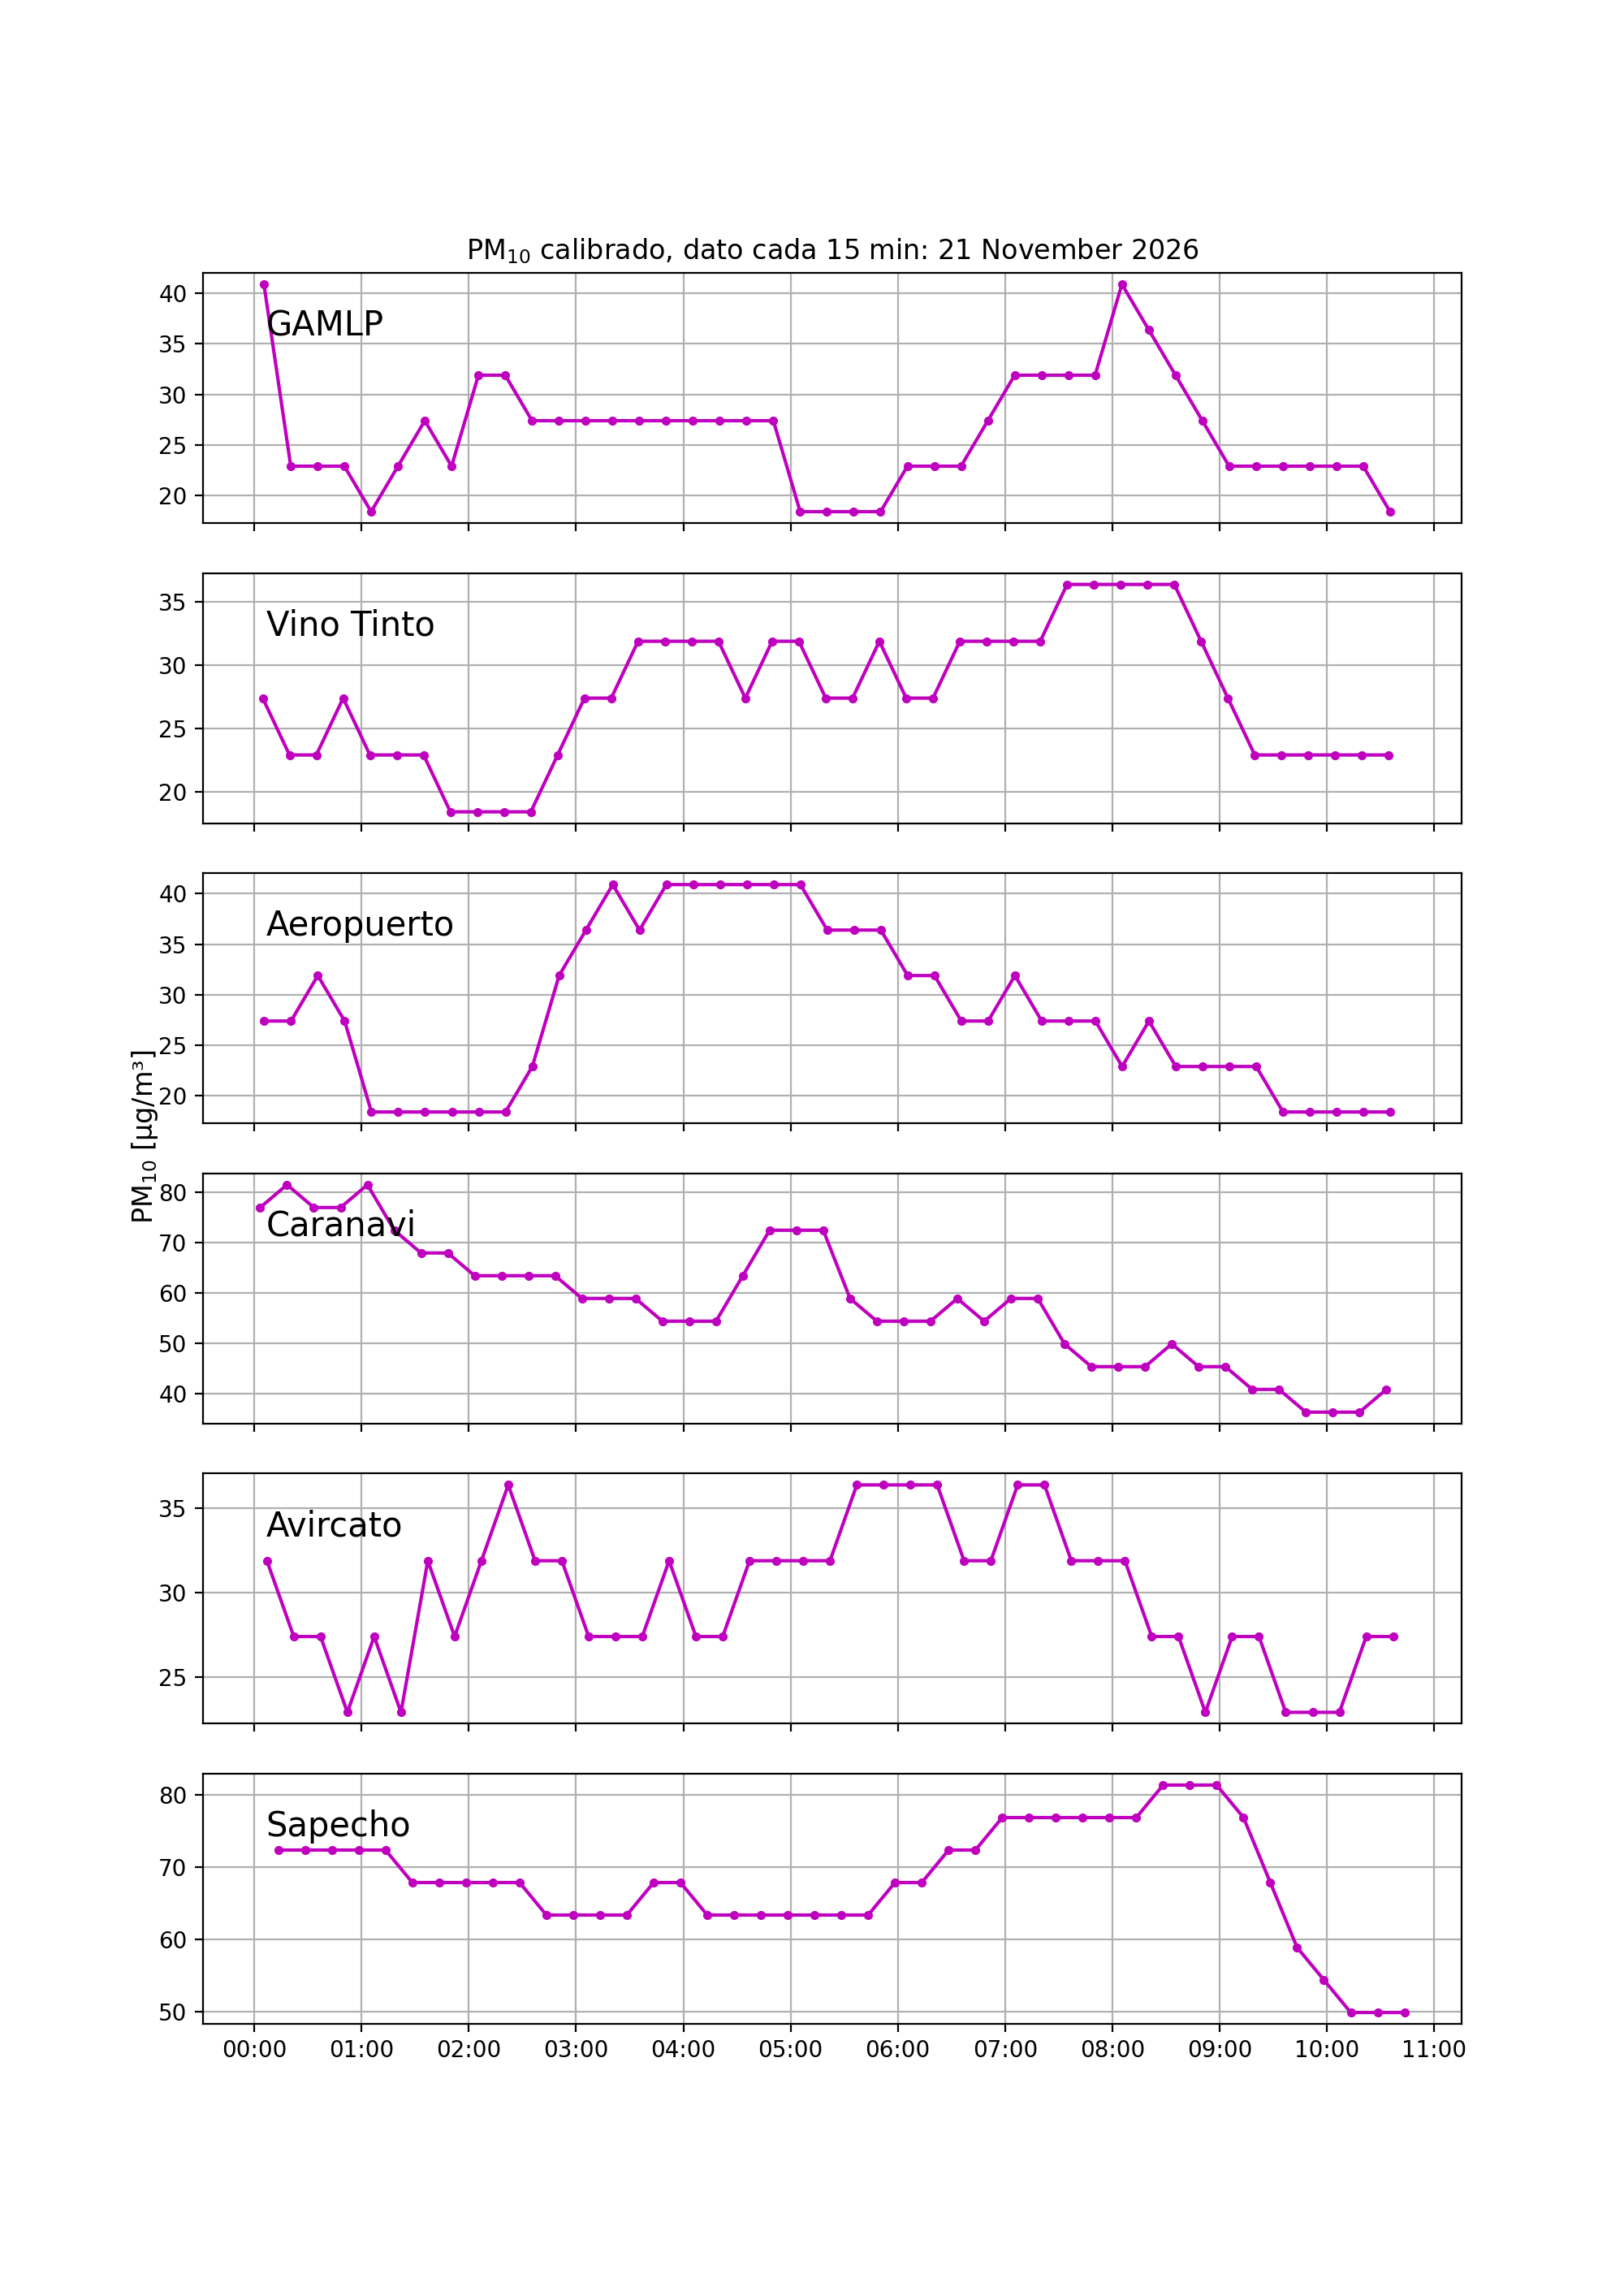 PM₁₀ calibrado, dato cada 15 min: 21 November 2026
GAMLP
40
35
30
25
20
Vino Tinto
35
30
25
20
Aeropuerto
40
35
30
25
20
PM₁₀ [µg/m³]
Caranavi
80
70
60
50
40
Avircato
35
30
25
Sapecho
80
70
60
50
00:00 01:00 02:00 03:00 04:00 05:00 06:00 07:00 08:00 09:00 10:00 11:00